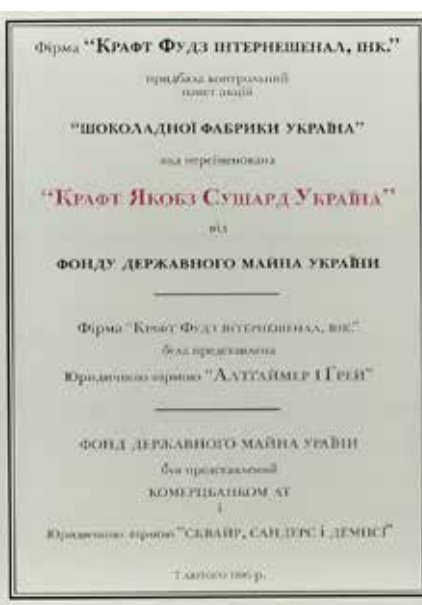 Фірма "Крафт Фудз інтернешенал, інк."
придбала контрольний
пакет акцій
"шоколадної фабрики Україна"
яка перейменована
"Крафт Якобз Сушард Україна"
від
Фонду державного майна України
Фірма "Крафт Фудз інтернешенал, інк."
була представлена
Юридичною фірмою "Алтгаймер і Грей"
Фонд державного майна Ураїни
був представлений
Комерцбанком АТ
і
Юридичною фірмою "сквайр, сандерс і демпсі"
7 лютого р.